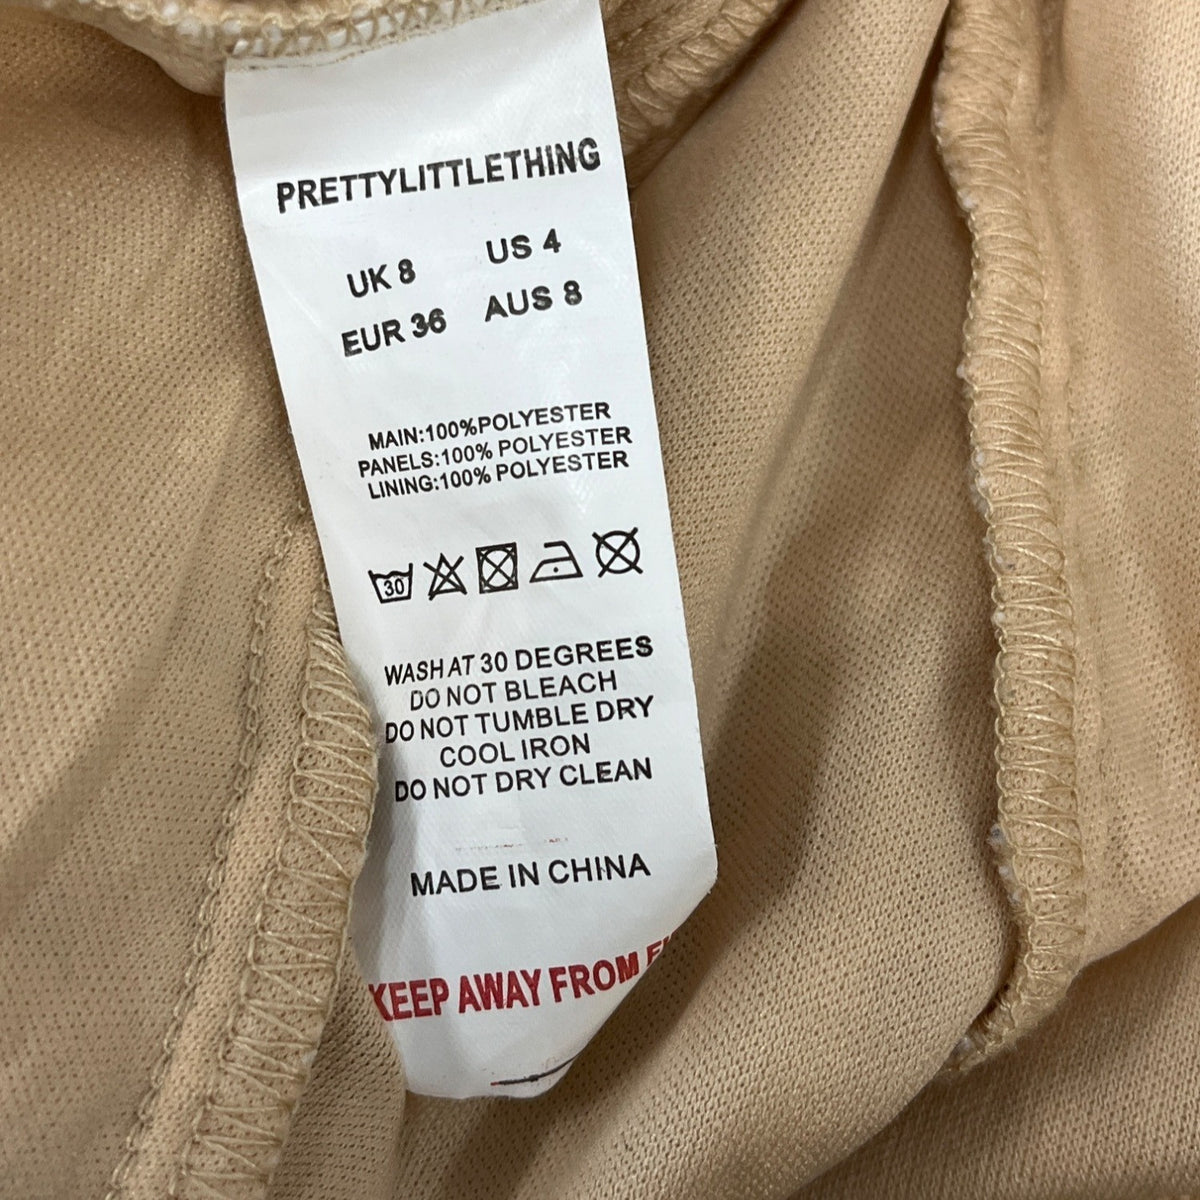 PRETTYLITTLETHING
UK 8 US 4
EUR 36 AUS 8
MAIN:100%POLYESTER
PANELS:100% POLYESTER
LINING:100% POLYESTER
30
WASH AT 30 DEGREES
DO NOT BLEACH
DO NOT TUMBLE DRY
COOL IRON
DO NOT DRY CLEAN
MADE IN CHINA
KEEP AWAY FROM